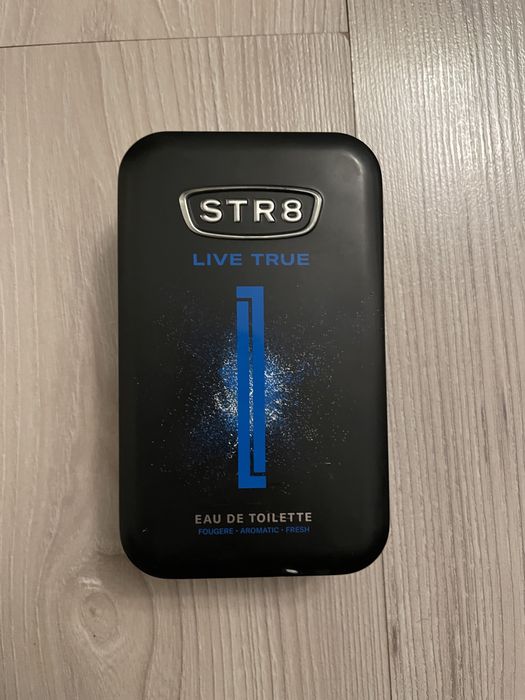 STR8
LIVE TRUE
EAU DE TOILETTE
FOUGERE • AROMATIC • FRESH